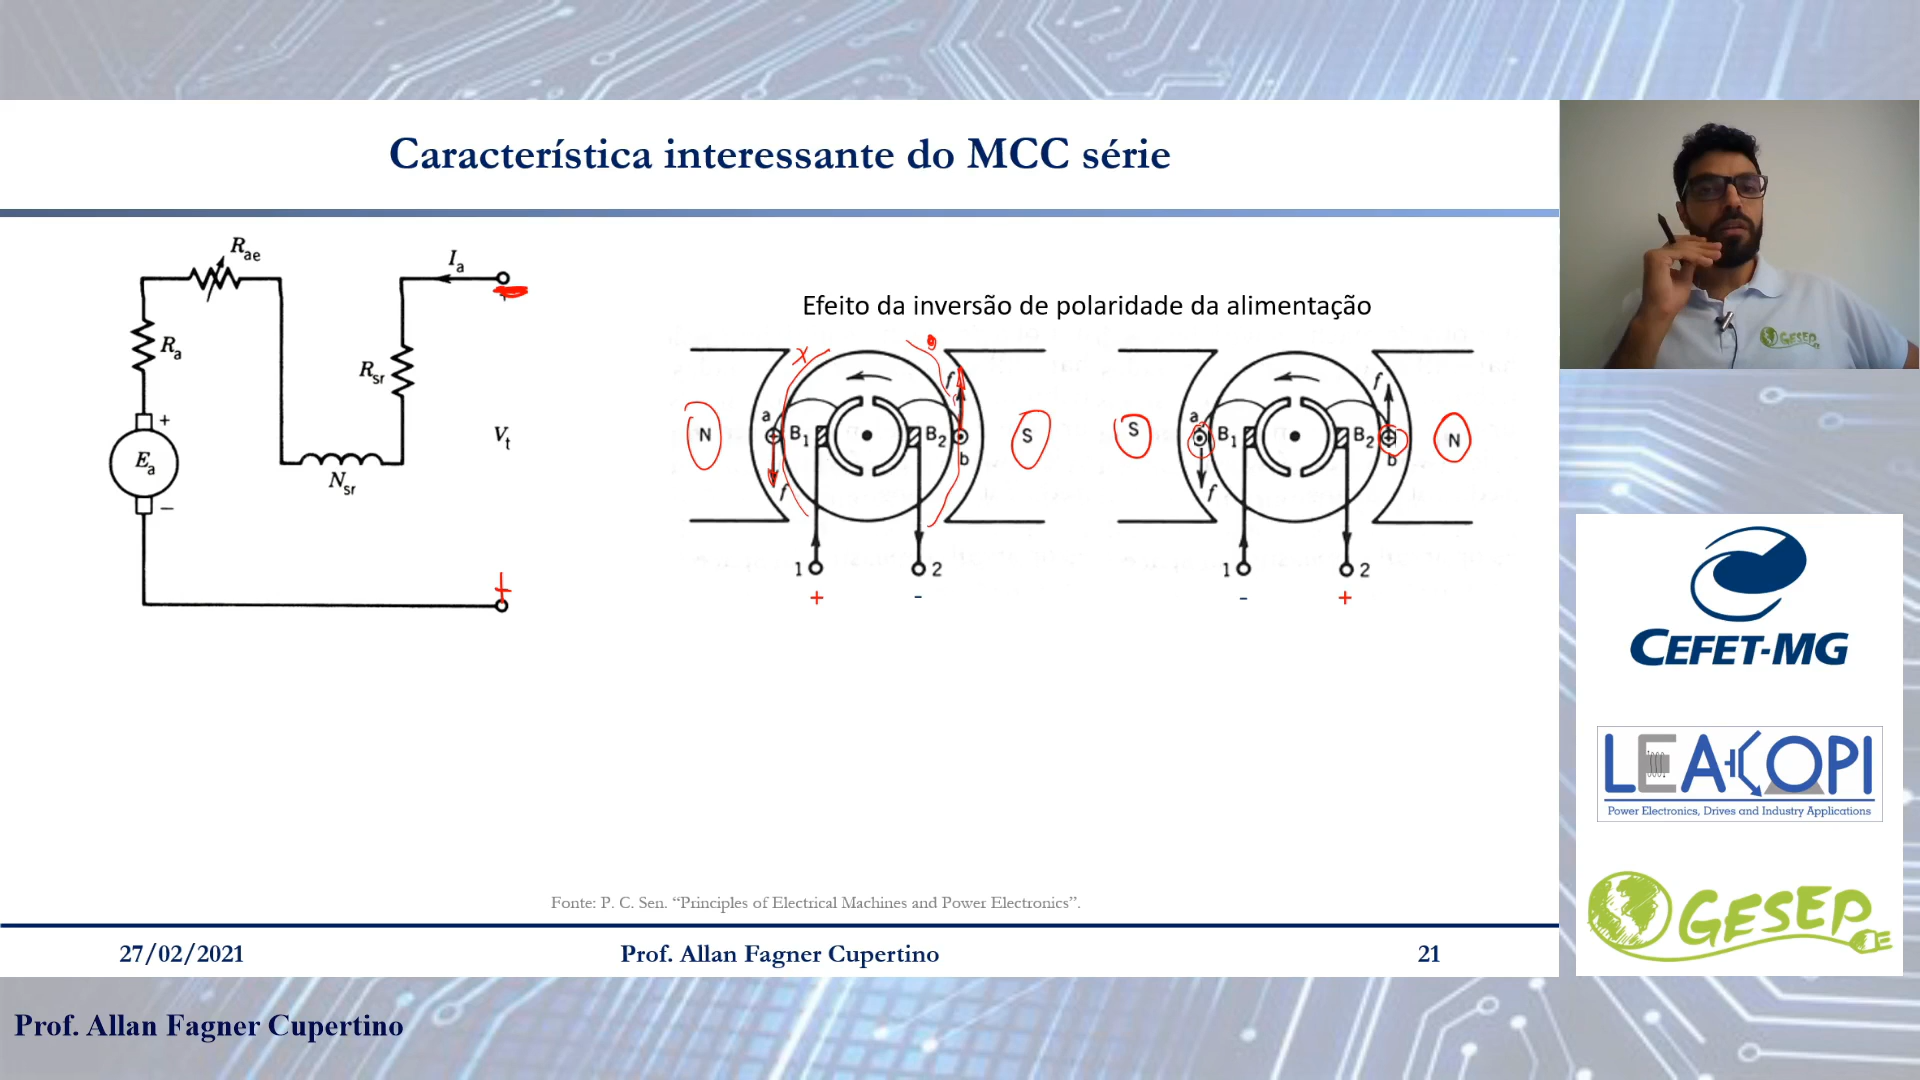 Característica interessante do MCC série
Rae
Ia
+
Ra
Rsr
+
Ea
Vt
Nsr
−
+
Efeito da inversão de polaridade da alimentação
x
f
a
N
B1
B2
S
b
f
1
2
+
-
f
a
S
B1
B2
N
b
f
1
2
-
+
Fonte: P. C. Sen. “Principles of Electrical Machines and Power Electronics”.
27/02/2021
Prof. Allan Fagner Cupertino
21
GESEP
CEFET-MG
LEACOPI
Power Electronics, Drives and Industry Applications
GESEP
Prof. Allan Fagner Cupertino